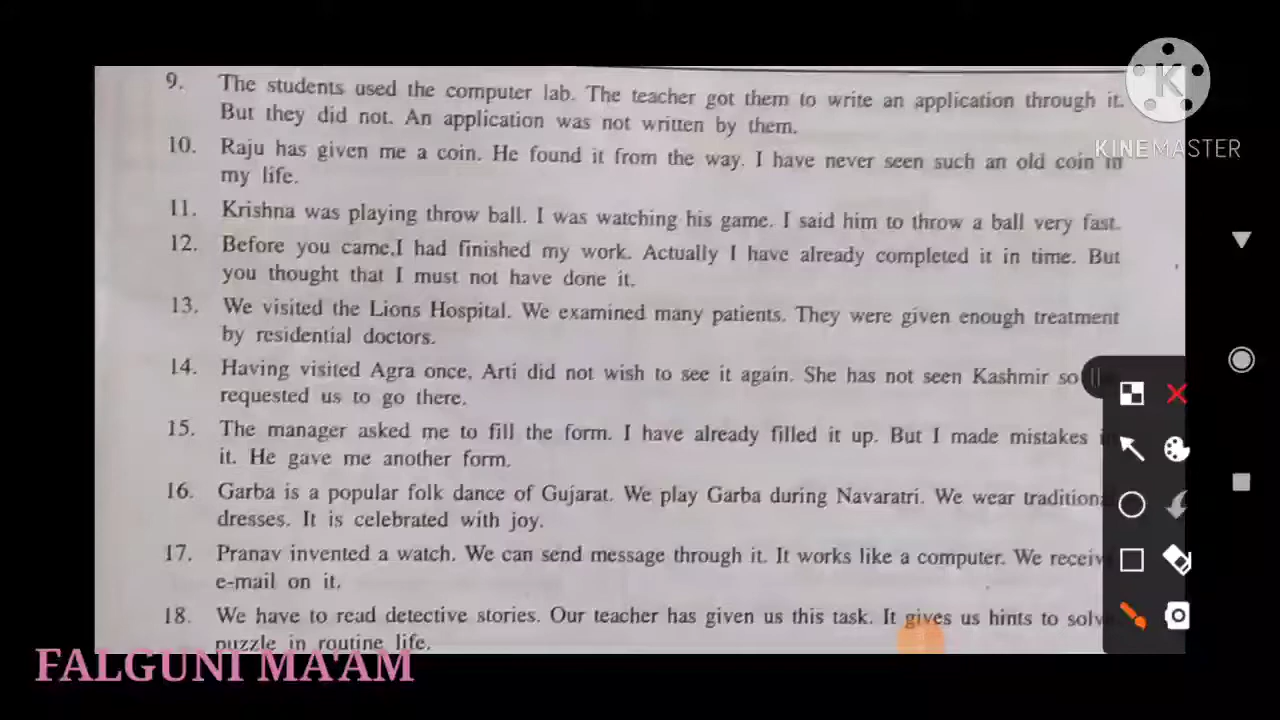 9. The students used the computer lab. The teacher got them to write an application through it.
But they did not. An application was not written by them.
10. Raju has given me a coin. He found it from the way. I have never seen such an old coin in
my life.
11. Krishna was playing throw ball. I was watching his game. I said him to throw a ball very fast.
12. Before you came,I had finished my work. Actually I have already completed it in time. But
you thought that I must not have done it.
13. We visited the Lions Hospital. We examined many patients. They were given enough treatment
by residential doctors.
14. Having visited Agra once, Arti did not wish to see it again. She has not seen Kashmir so
requested us to go there.
15. The manager asked me to fill the form. I have already filled it up. But I made mistakes
it. He gave me another form.
16. Garba is a popular folk dance of Gujarat. We play Garba during Navaratri. We wear tradition
dresses. It is celebrated with joy.
17. Pranav invented a watch. We can send message through it. It works like a computer. We receiv
e-mail on it.
18. We have to read detective stories. Our teacher has given us this task. It gives us hints to solv
puzzle in routine life.
K
KINEMASTER
FALGUNI MA'AM